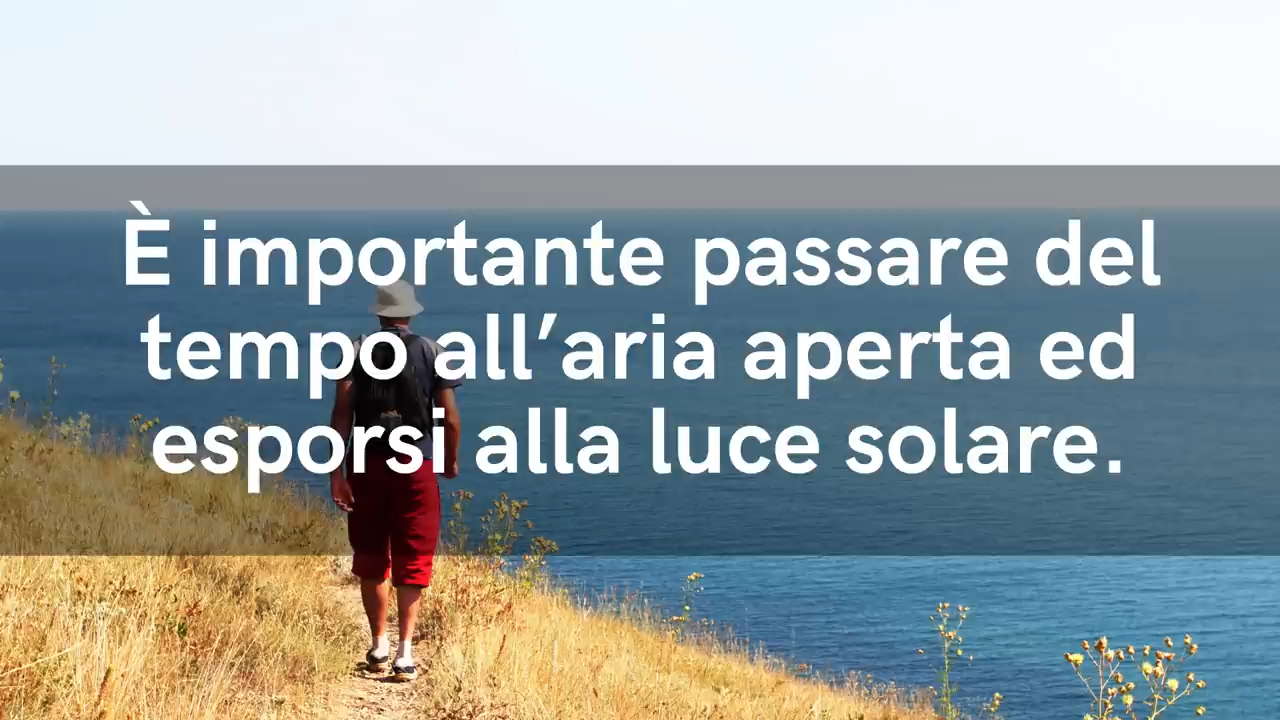 È importante passare del
tempo all’aria aperta ed
esporsi alla luce solare.